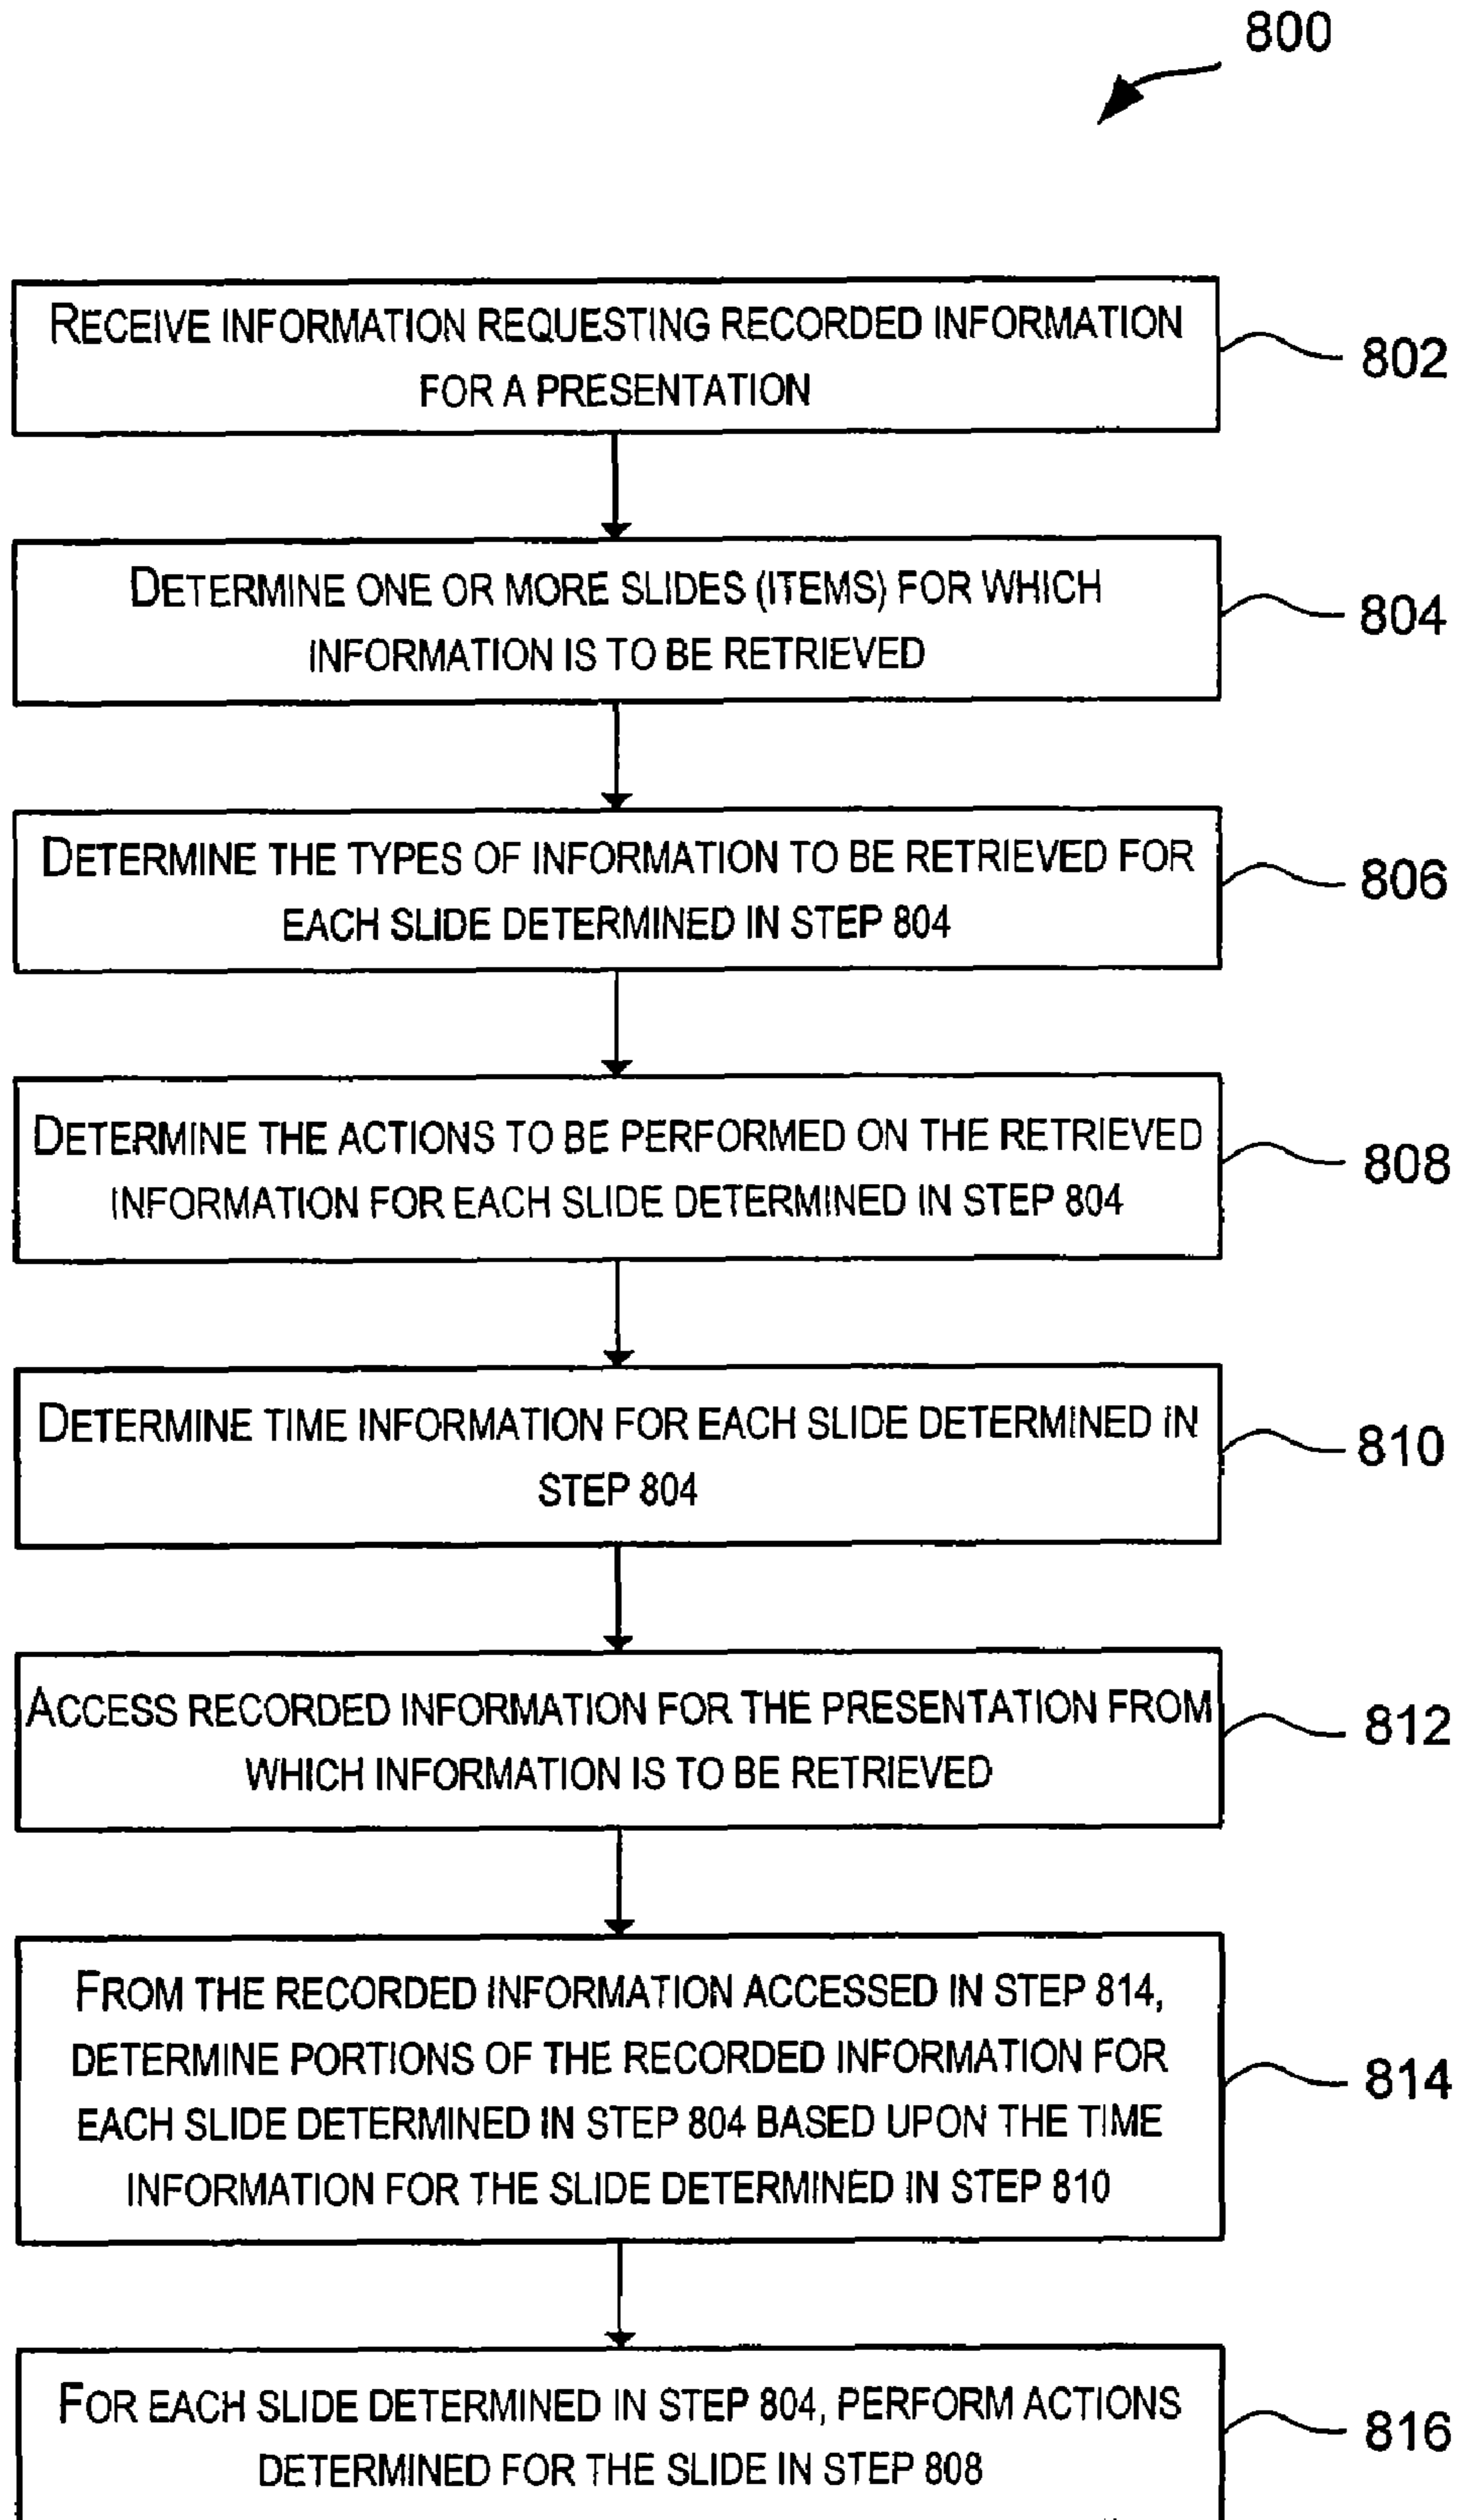 800
RECEIVE INFORMATION REQUESTING RECORDED INFORMATION
FOR A PRESENTATION
802
DETERMINE ONE OR MORE SLIDES (ITEMS) FOR WHICH
INFORMATION IS TO BE RETRIEVED
804
DETERMINE THE TYPES OF INFORMATION TO BE RETRIEVED FOR
EACH SLIDE DETERMINED IN STEP 804
806
DETERMINE THE ACTIONS TO BE PERFORMED ON THE RETRIEVED
INFORMATION FOR EACH SLIDE DETERMINED IN STEP 804
808
DETERMINE TIME INFORMATION FOR EACH SLIDE DETERMINED IN
STEP 804
810
ACCESS RECORDED INFORMATION FOR THE PRESENTATION FROM
WHICH INFORMATION IS TO BE RETRIEVED
812
FROM THE RECORDED INFORMATION ACCESSED IN STEP 814,
DETERMINE PORTIONS OF THE RECORDED INFORMATION FOR
EACH SLIDE DETERMINED IN STEP 804 BASED UPON THE TIME
INFORMATION FOR THE SLIDE DETERMINED IN STEP 810
814
FOR EACH SLIDE DETERMINED IN STEP 804, PERFORM ACTIONS
DETERMINED FOR THE SLIDE IN STEP 808
816